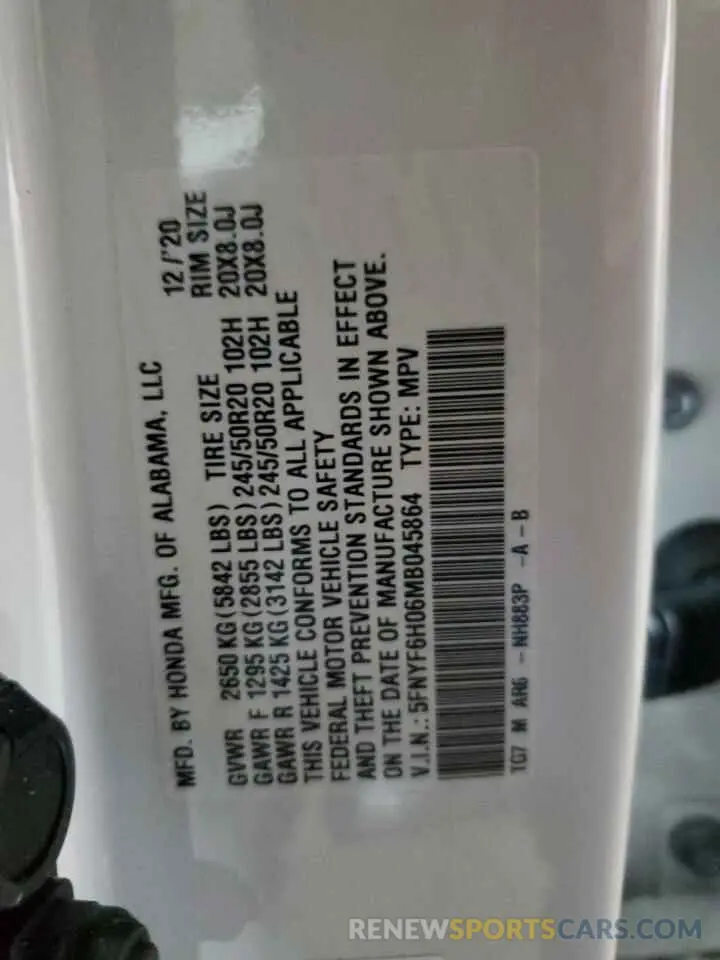 MFD. BY HONDA MFG. OF ALABAMA, LLC 12/'20
GVWR 2650 KG (5842 LBS) TIRE SIZE RIM SIZE
GAWR F 1295 KG (2855 LBS) 245/50R20 102H 20X8.0J
GAWR R 1425 KG (3142 LBS) 245/50R20 102H 20X8.0J
THIS VEHICLE CONFORMS TO ALL APPLICABLE
FEDERAL MOTOR VEHICLE SAFETY
AND THEFT PREVENTION STANDARDS IN EFFECT
ON THE DATE OF MANUFACTURE SHOWN ABOVE.
V.I.N.: 5FNYF6H06MB045864 TYPE: MPV
TG7 M AR6 - NH883P -A-B
RENEWSPORTSCARS.COM